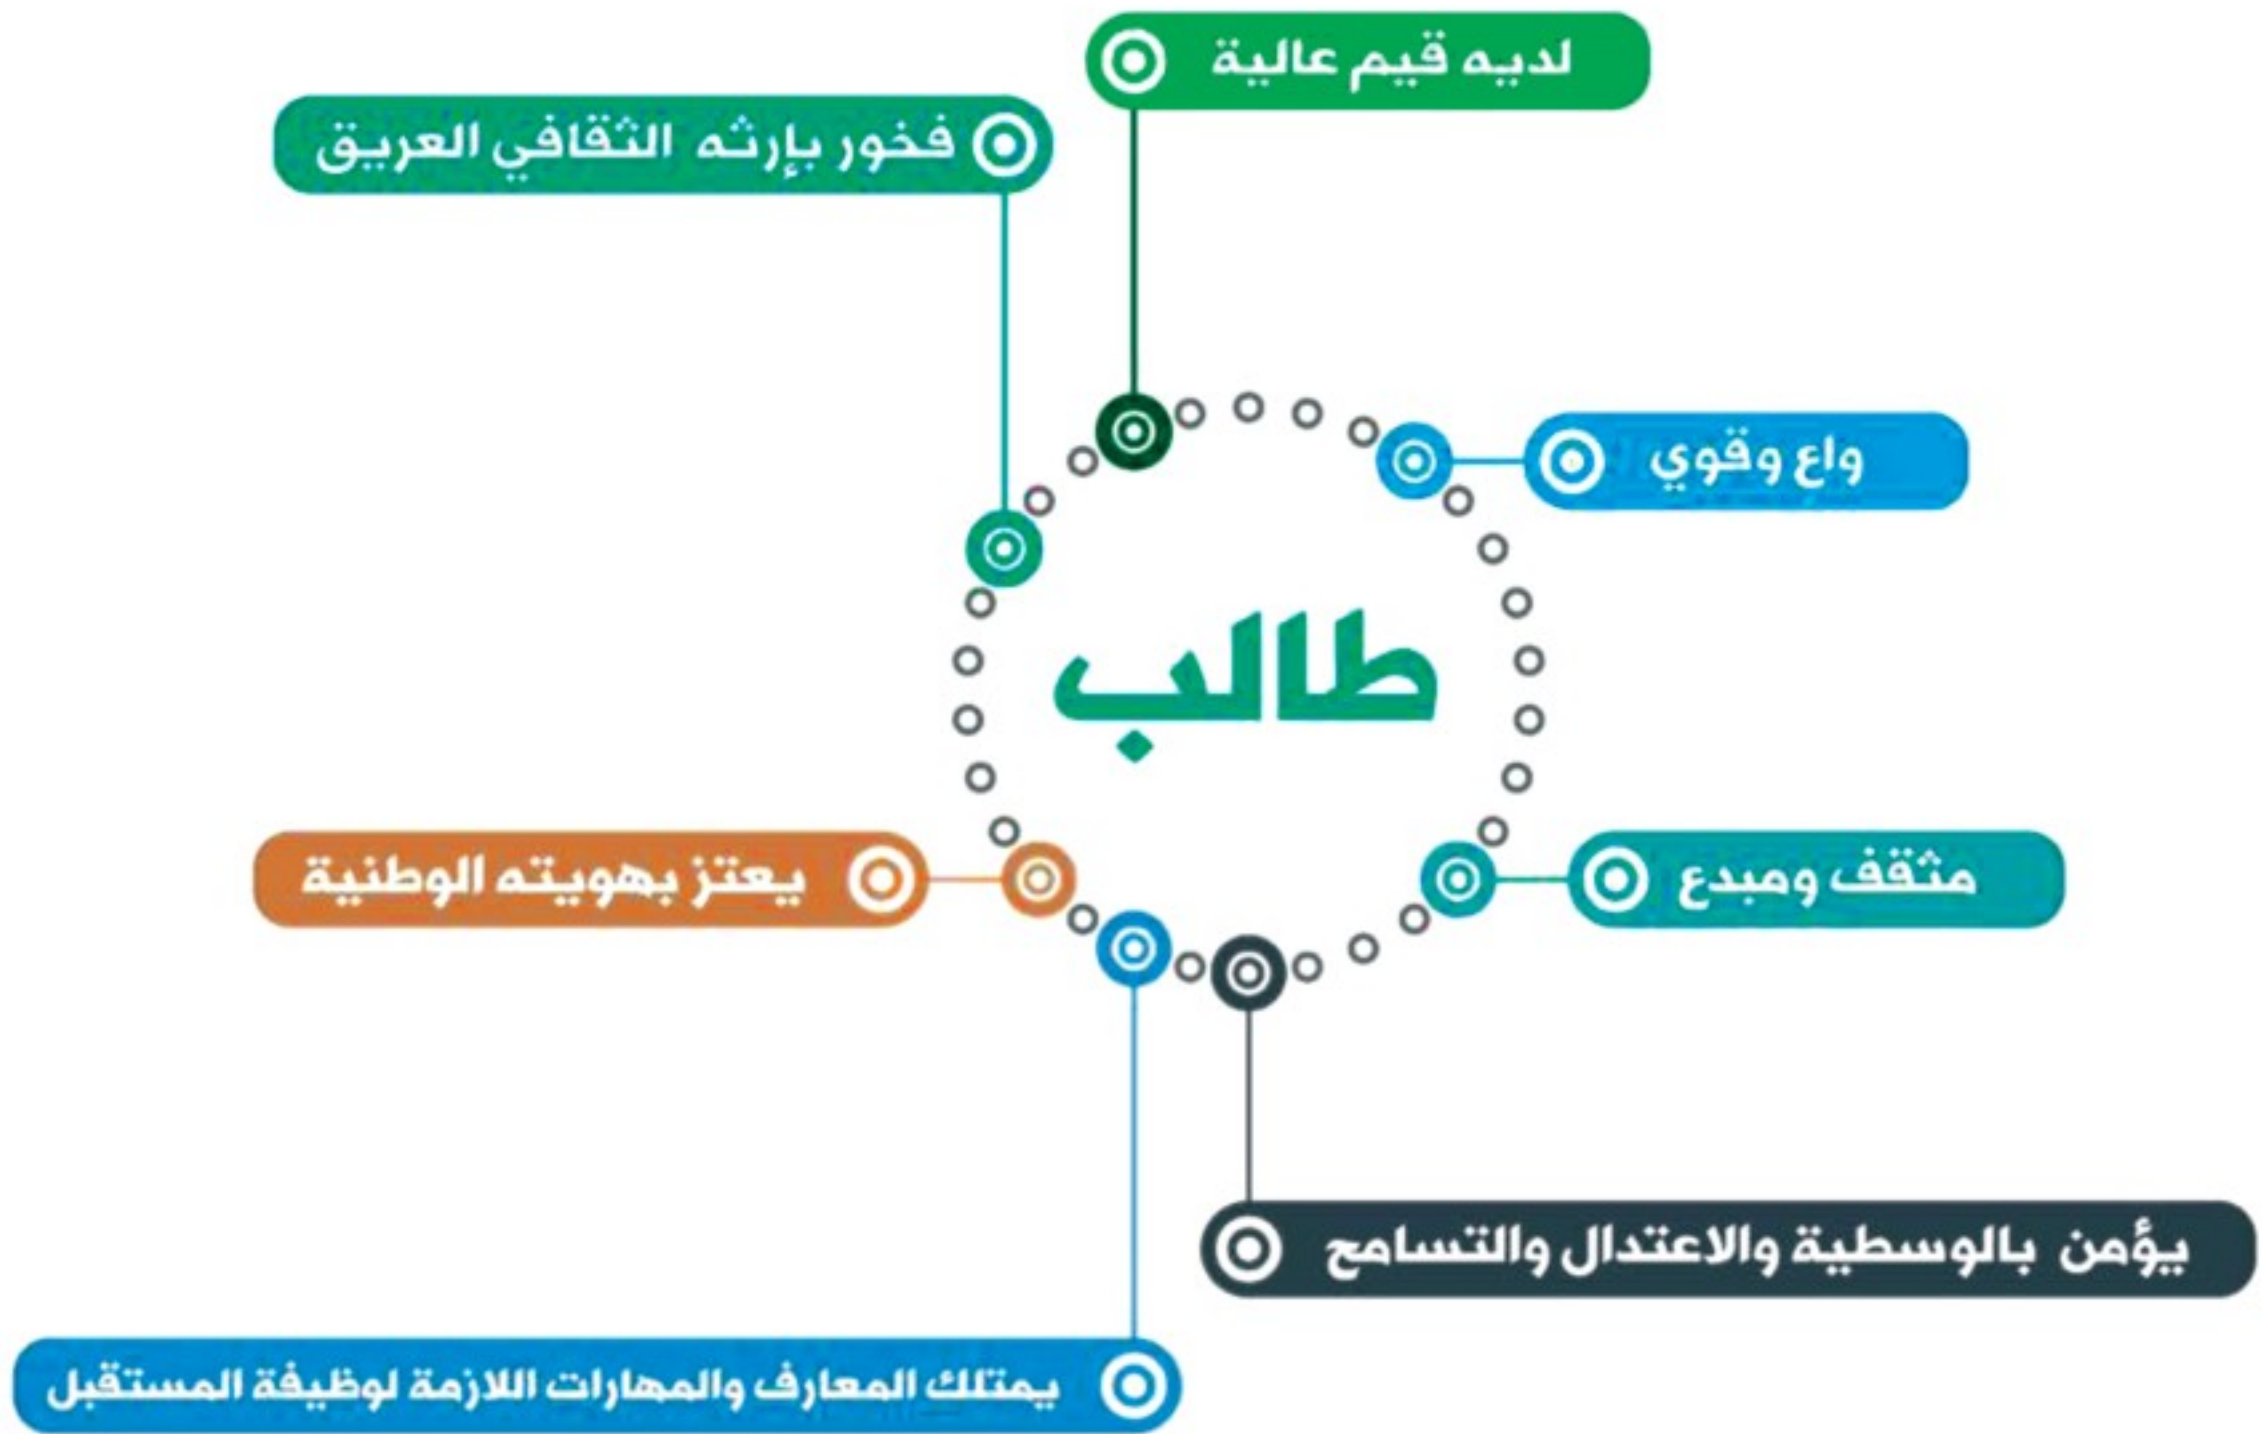 لديه قيم عالية
فخور بإرثه الثقافي العريق
واع وقوي
طالب
يعتز بهويته الوطنية
مثقف ومبدع
يؤمن بالوسطية والاعتدال والتسامح
يمتلك المعارف والمهارات اللازمة لوظيفة المستقبل